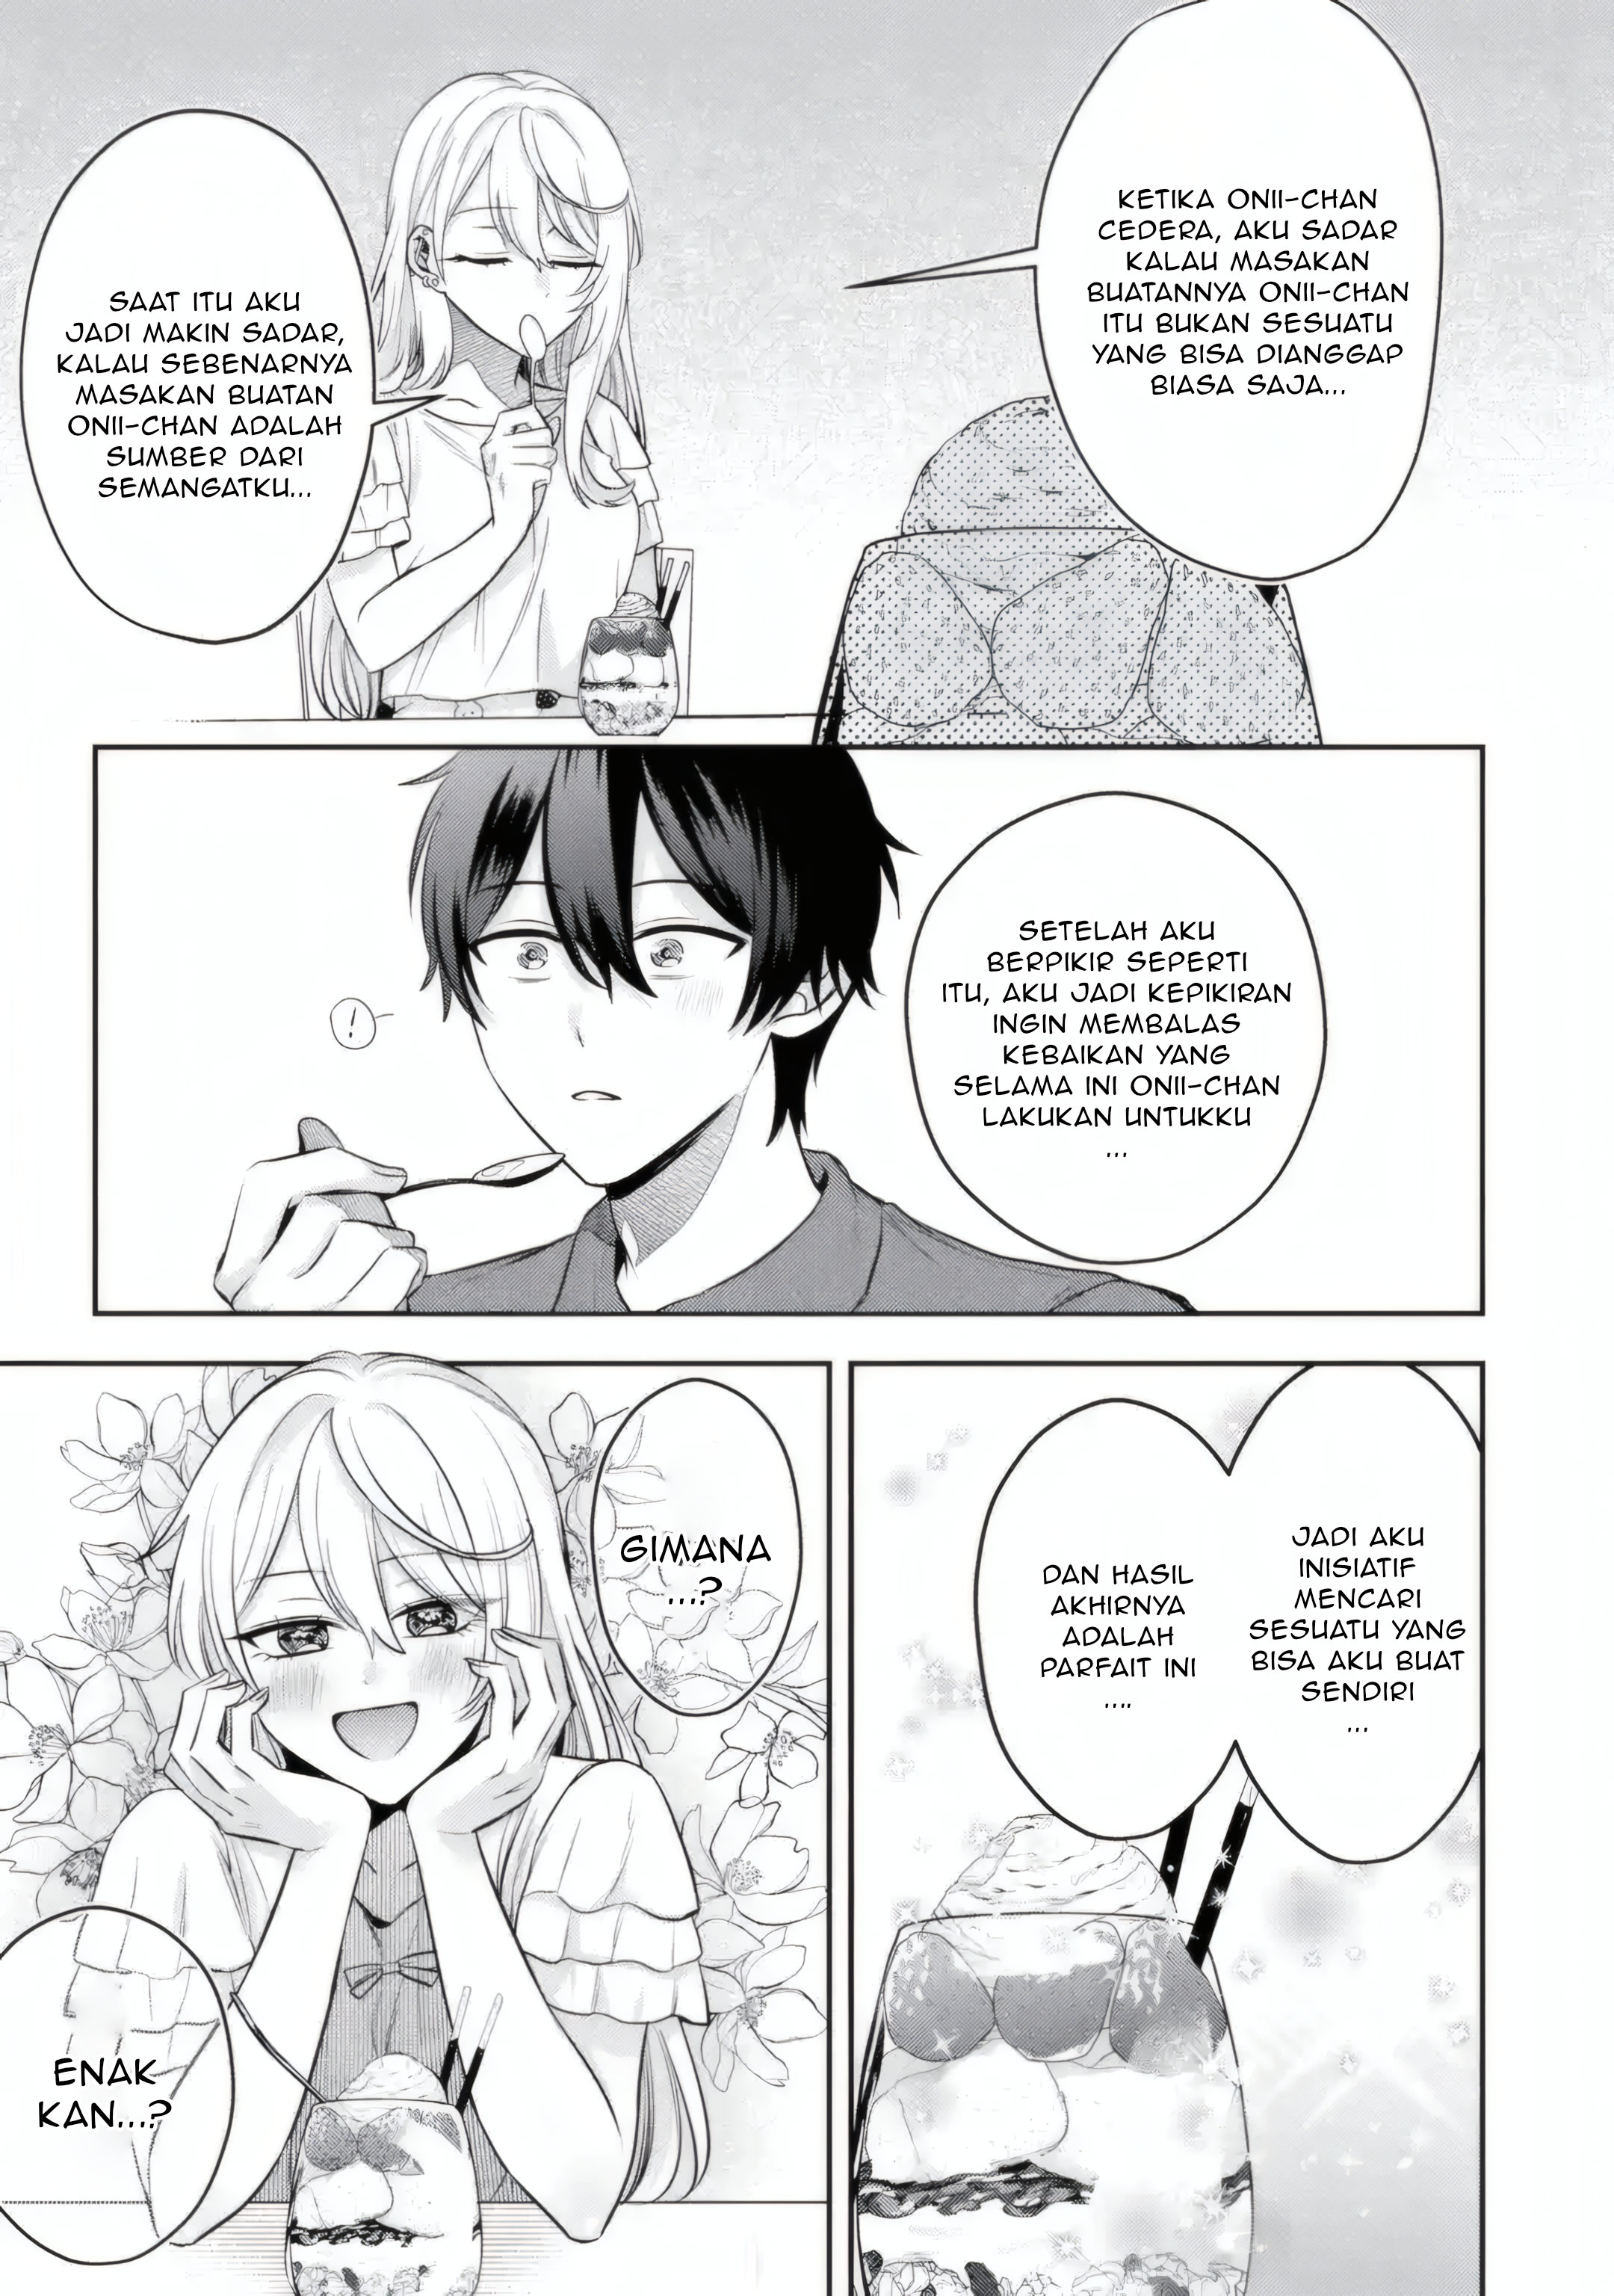 KETIKA ONII-CHAN
CEDERA, AKU SADAR
KALAU MASAKAN
BUATANNYA ONII-CHAN
ITU BUKAN SESUATU
YANG BISA DIANGGAP
BIASA SAJA...
SAAT ITU AKU
JADI MAKIN SADAR,
KALAU SEBENARNYA
MASAKAN BUATAN
ONII-CHAN ADALAH
SUMBER DARI
SEMANGATKU...
SETELAH AKU
BERPIKIR SEPERTI
ITU, AKU JADI KEPIKIRAN
INGIN MEMBALAS
KEBAIKAN YANG
SELAMA INI ONII-CHAN
LAKUKAN UNTUKKU
...
!
JADI AKU
INISIATIF
MENCARI
SESUATU YANG
BISA AKU BUAT
SENDIRI
...
DAN HASIL
AKHIRNYA
ADALAH
PARFAIT INI
....
GIMANA
...?
ENAK
KAN...?